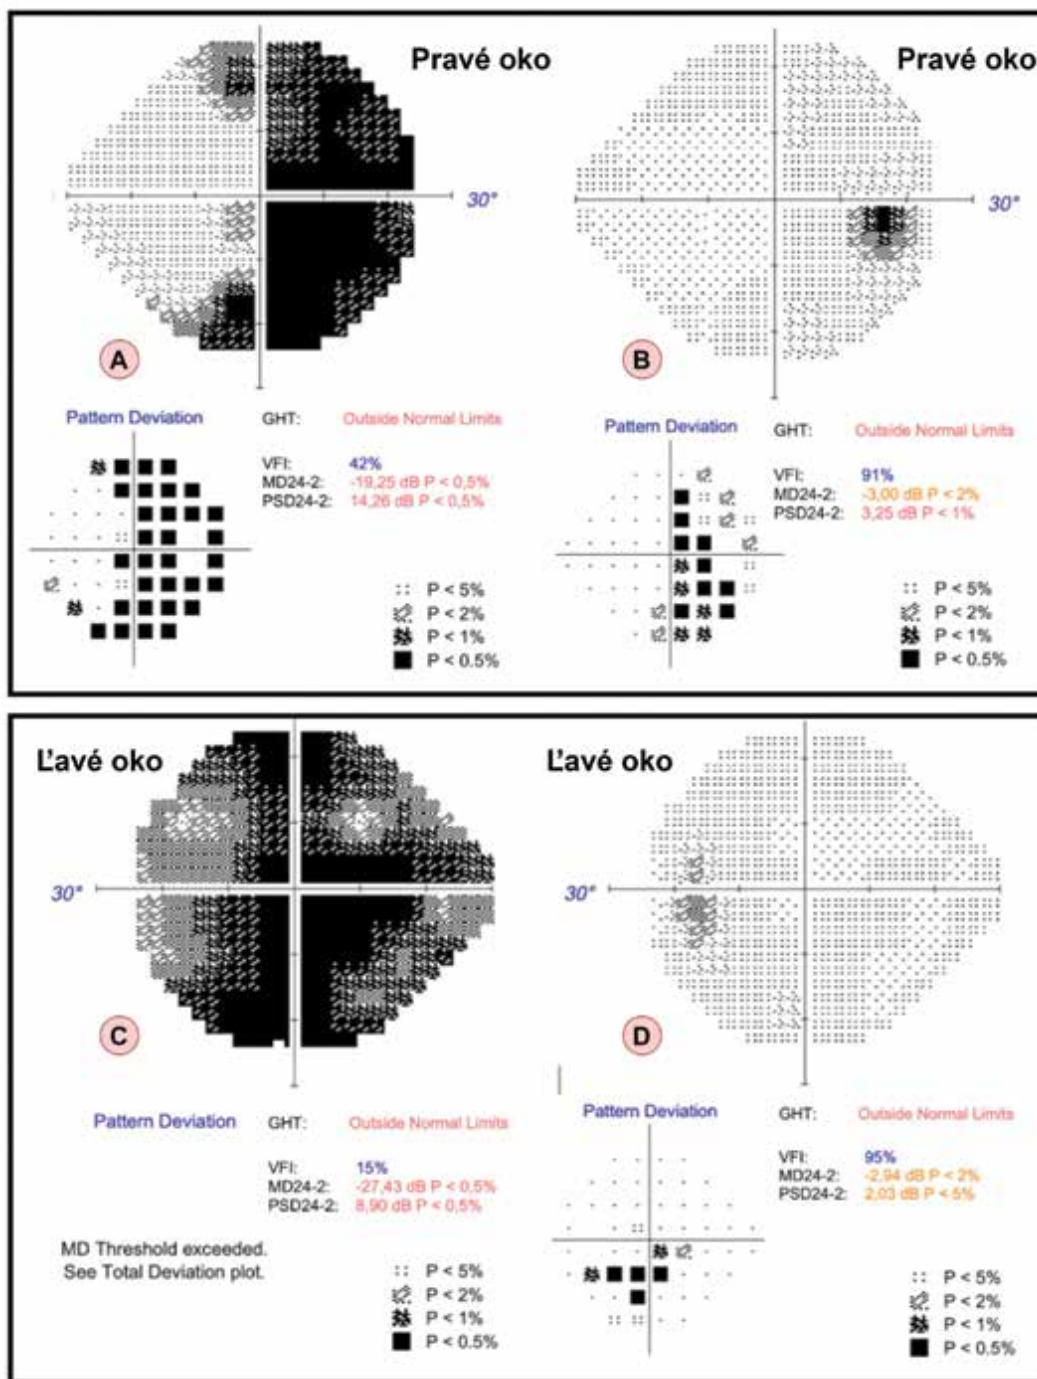 Pravé oko
30°
A
Pattern Deviation
GHT: Outside Normal Limits
VFI: 42%
MD24-2: -19,25 dB P < 0,5%
PSD24-2: 14,26 dB P < 0,5%
P < 5%
P < 2%
P < 1%
P < 0.5%
Pravé oko
30°
B
Pattern Deviation
GHT: Outside Normal Limits
VFI: 91%
MD24-2: -3,00 dB P < 2%
PSD24-2: 3,25 dB P < 1%
P < 5%
P < 2%
P < 1%
P < 0.5%
Ľavé oko
30°
C
Pattern Deviation
GHT: Outside Normal Limits
VFI: 15%
MD24-2: -27,43 dB P < 0,5%
PSD24-2: 8,90 dB P < 0,5%
MD Threshold exceeded.
See Total Deviation plot.
P < 5%
P < 2%
P < 1%
P < 0.5%
Ľavé oko
30°
D
Pattern Deviation
GHT: Outside Normal Limits
VFI: 95%
MD24-2: -2,94 dB P < 2%
PSD24-2: 2,03 dB P < 5%
P < 5%
P < 2%
P < 1%
P < 0.5%